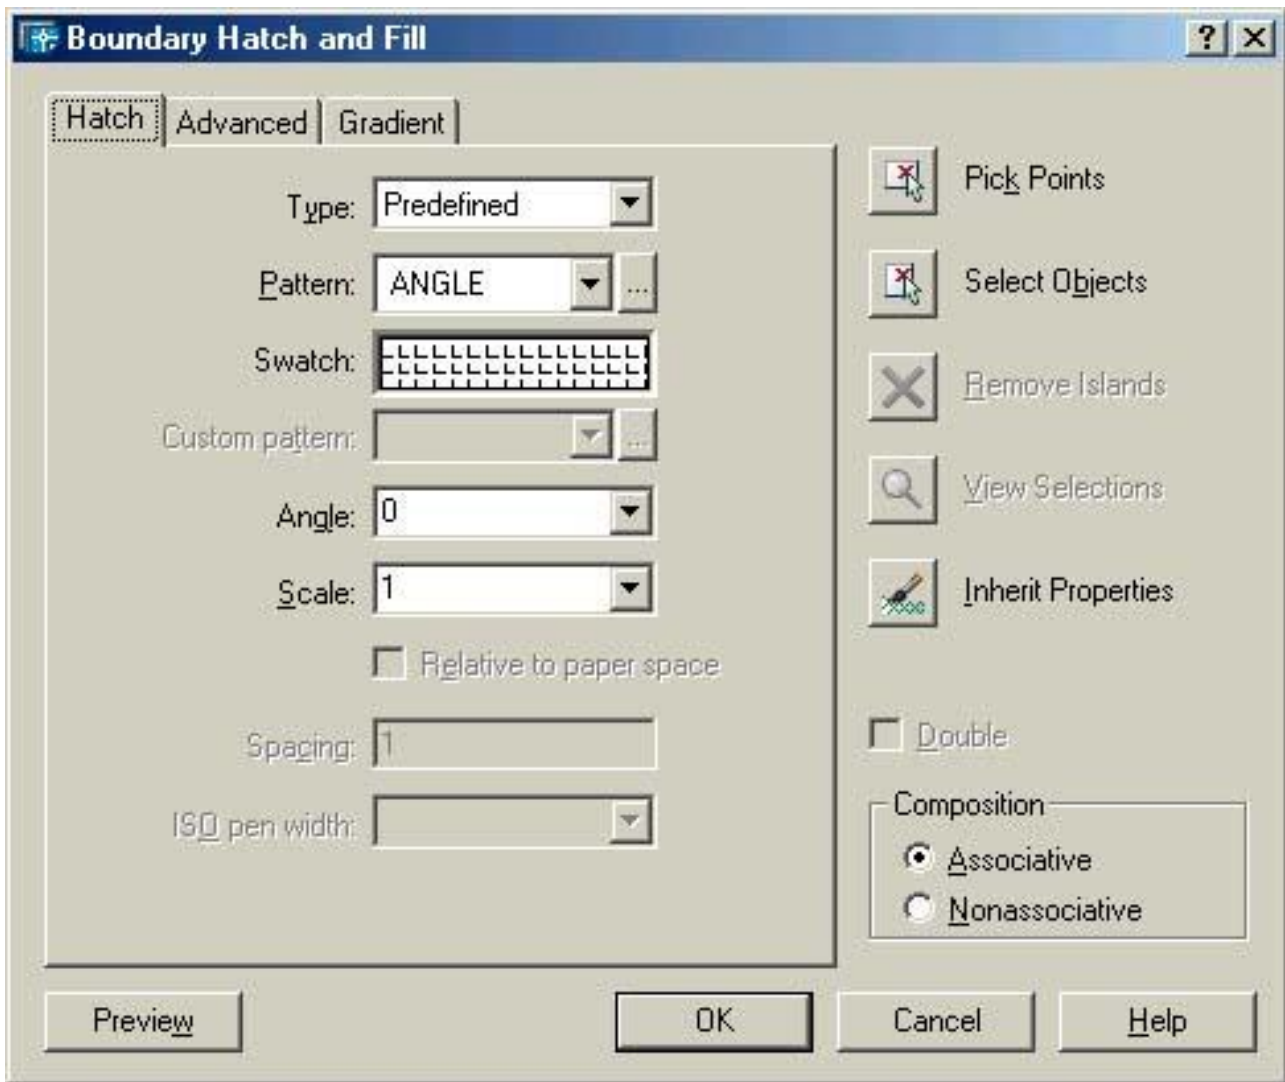 Boundary Hatch and Fill
Hatch
Advanced
Gradient
Type: Predefined
Pattern: ANGLE ...
Swatch:
Custom pattern: ...
Angle: 0
Scale: 1
Relative to paper space
Spacing: 1
ISO pen width:
Pick Points
Select Objects
Remove Islands
View Selections
Inherit Properties
Double
Composition
Associative
Nonassociative
Preview
OK
Cancel
Help